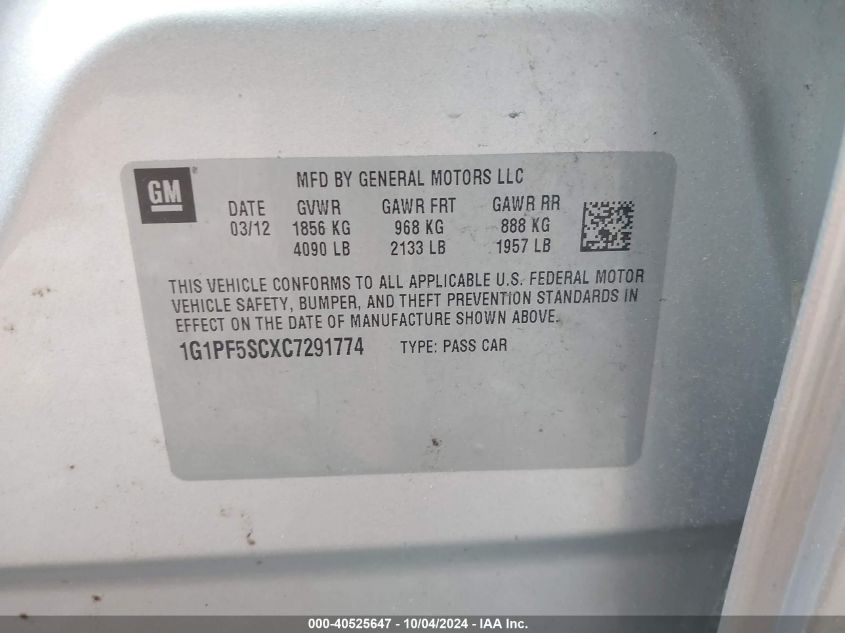 GM
MFD BY GENERAL MOTORS LLC
DATE GVWR GAWR FRT GAWR RR
03/12 1856 KG 968 KG 888 KG
4090 LB 2133 LB 1957 LB
THIS VEHICLE CONFORMS TO ALL APPLICABLE U.S. FEDERAL MOTOR
VEHICLE SAFETY, BUMPER, AND THEFT PREVENTION STANDARDS IN
EFFECT ON THE DATE OF MANUFACTURE SHOWN ABOVE.
1G1PF5SCXC7291774 TYPE: PASS CAR
000-40525647 - 10/04/2024 - IAA Inc.